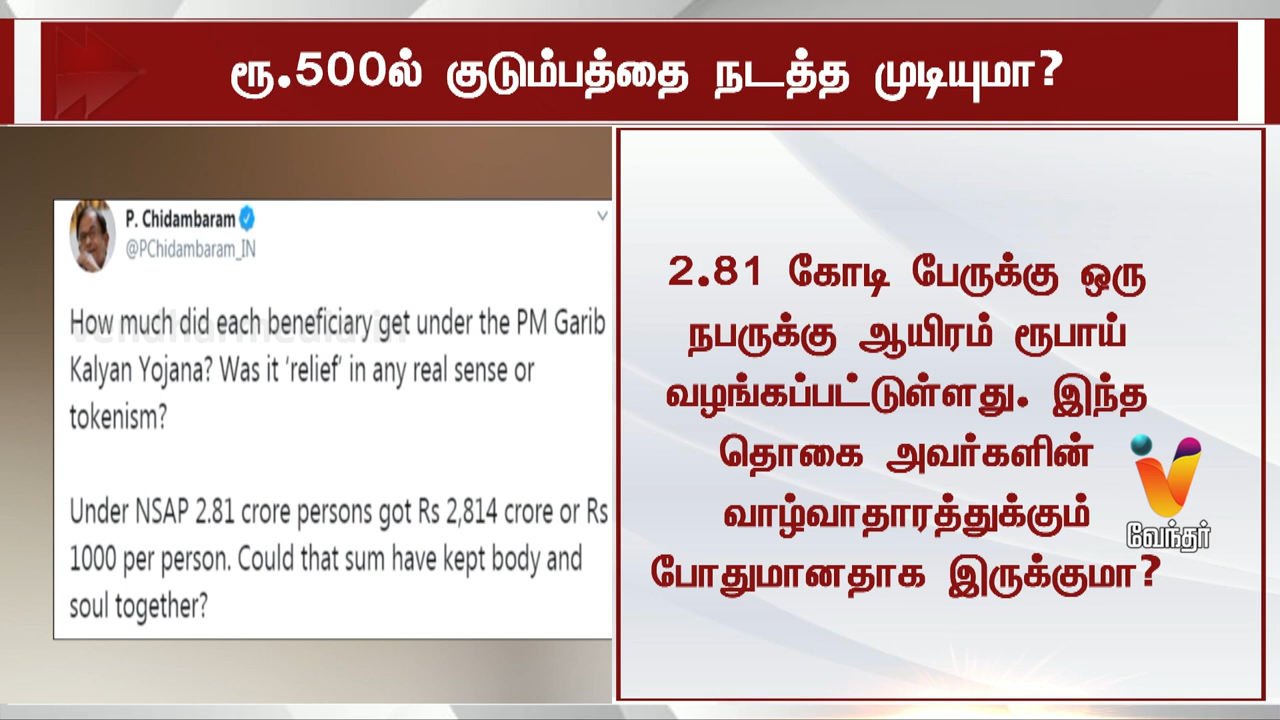 ரூ.500ல் குடும்பத்தை நடத்த முடியுமா?
P. Chidambaram
@PChidambaram_IN
How much did each beneficiary get under the PM Garib
Kalyan Yojana? Was it ‘relief’ in any real sense or
tokenism?
Under NSAP 2.81 crore persons got Rs 2,814 crore or Rs
1000 per person. Could that sum have kept body and
soul together?
2.81 கோடி பேருக்கு ஒரு
நபருக்கு ஆயிரம் ரூபாய்
வழங்கப்பட்டுள்ளது. இந்த
தொகை அவர்களின்
வாழ்வாதாரத்துக்கும்
போதுமானதாக இருக்குமா?
வேந்தர்